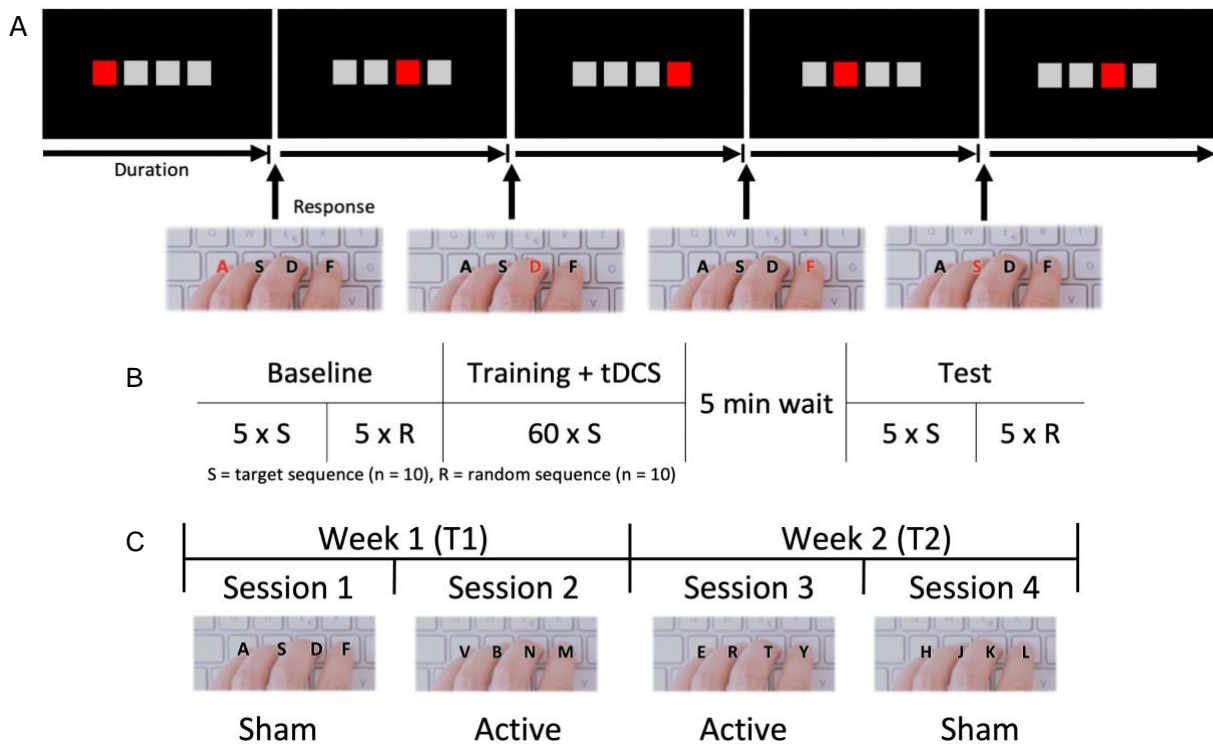 A
Duration
Response
Q W E R T
€
A S D F G
V
Q W E R T
A S D F
V
Q W E R T
A S D F G
V
Q W E R T
A S D F G
V
B
Baseline Training + tDCS 5 min wait Test
5 x S 5 x R 60 x S 5 x S 5 x R
S = target sequence (n = 10), R = random sequence (n = 10)
C
Week 1 (T1) Week 2 (T2)
Session 1 Session 2 Session 3 Session 4
A S D F V B N M E R T Y H J K L
Sham Active Active Sham